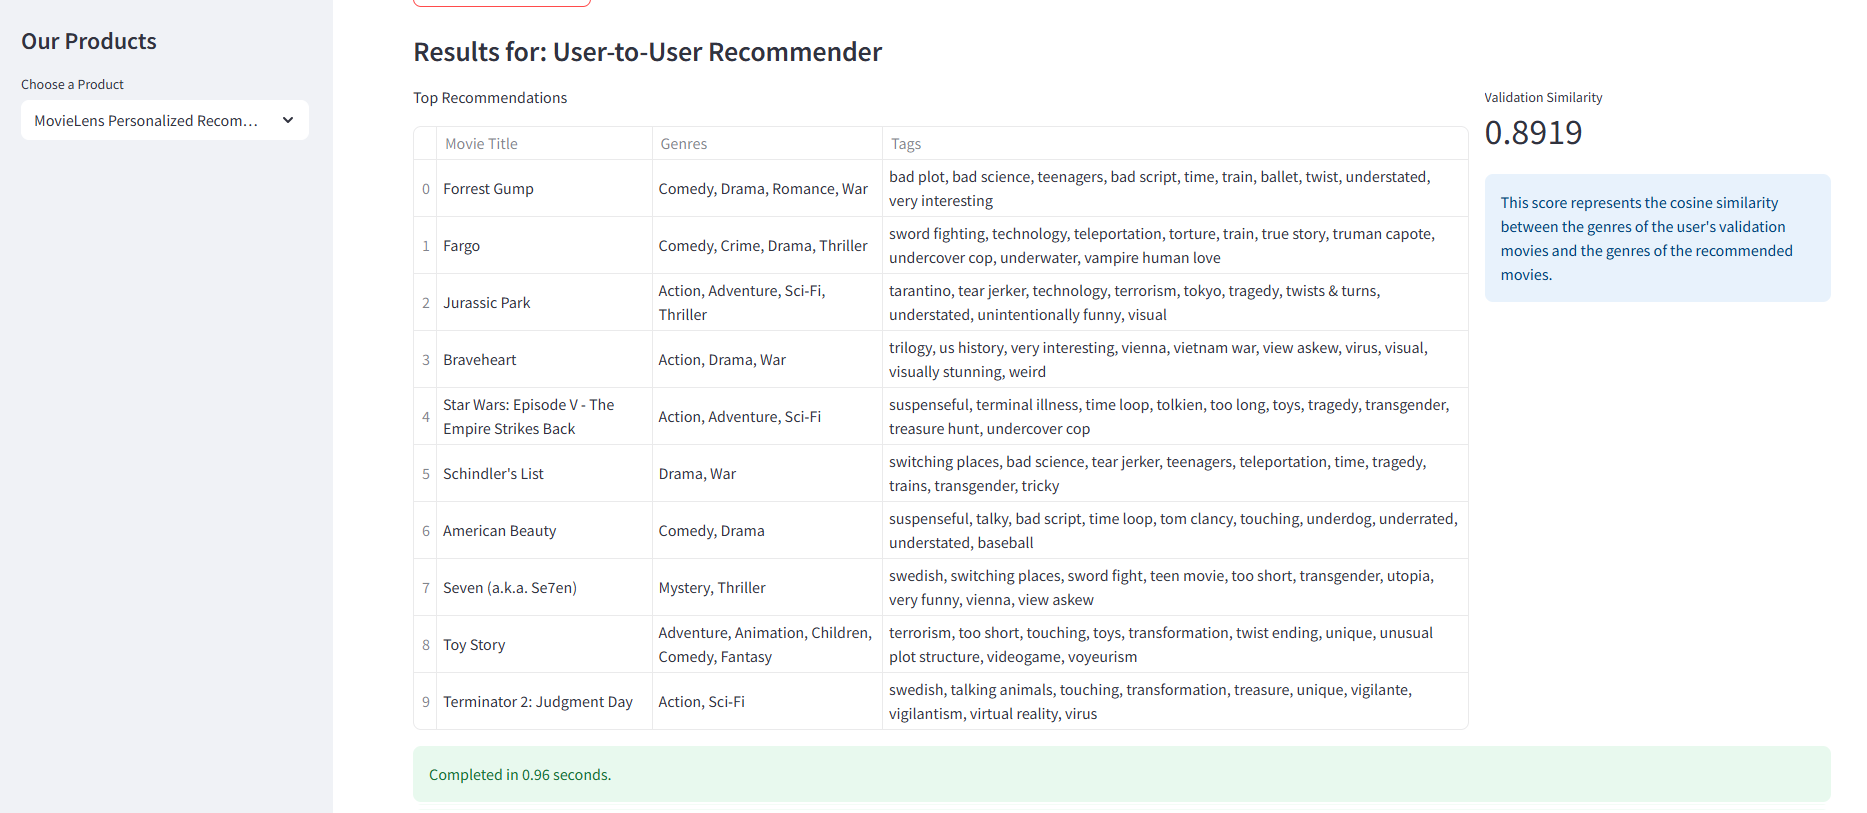 Our Products
Choose a Product
MovieLens Personalized Recom...
Results for: User-to-User Recommender
Top Recommendations
Movie Title Genres Tags
0 Forrest Gump Comedy, Drama, Romance, War bad plot, bad science, teenagers, bad script, time, train, ballet, twist, understated,
very interesting
1 Fargo Comedy, Crime, Drama, Thriller sword fighting, technology, teleportation, torture, train, true story, truman capote,
undercover cop, underwater, vampire human love
2 Jurassic Park Action, Adventure, Sci-Fi,
Thriller tarantino, tear jerker, technology, terrorism, tokyo, tragedy, twists & turns,
understated, unintentionally funny, visual
3 Braveheart Action, Drama, War trilogy, us history, very interesting, vienna, vietnam war, view askew, virus, visual,
visually stunning, weird
4 Star Wars: Episode V - The
Empire Strikes Back Action, Adventure, Sci-Fi suspenseful, terminal illness, time loop, tolkien, too long, toys, tragedy, transgender,
treasure hunt, undercover cop
5 Schindler's List Drama, War switching places, bad science, tear jerker, teenagers, teleportation, time, tragedy,
trains, transgender, tricky
6 American Beauty Comedy, Drama suspenseful, talky, bad script, time loop, tom clancy, touching, underdog, underrated,
understated, baseball
7 Seven (a.k.a. Se7en) Mystery, Thriller swedish, switching places, sword fight, teen movie, too short, transgender, utopia,
very funny, vienna, view askew
8 Toy Story Adventure, Animation, Children,
Comedy, Fantasy terrorism, too short, touching, toys, transformation, twist ending, unique, unusual
plot structure, videogame, voyeurism
9 Terminator 2: Judgment Day Action, Sci-Fi swedish, talking animals, touching, transformation, treasure, unique, vigilante,
vigilantism, virtual reality, virus
Validation Similarity
0.8919
This score represents the cosine similarity
between the genres of the user's validation
movies and the genres of the recommended
movies.
Completed in 0.96 seconds.